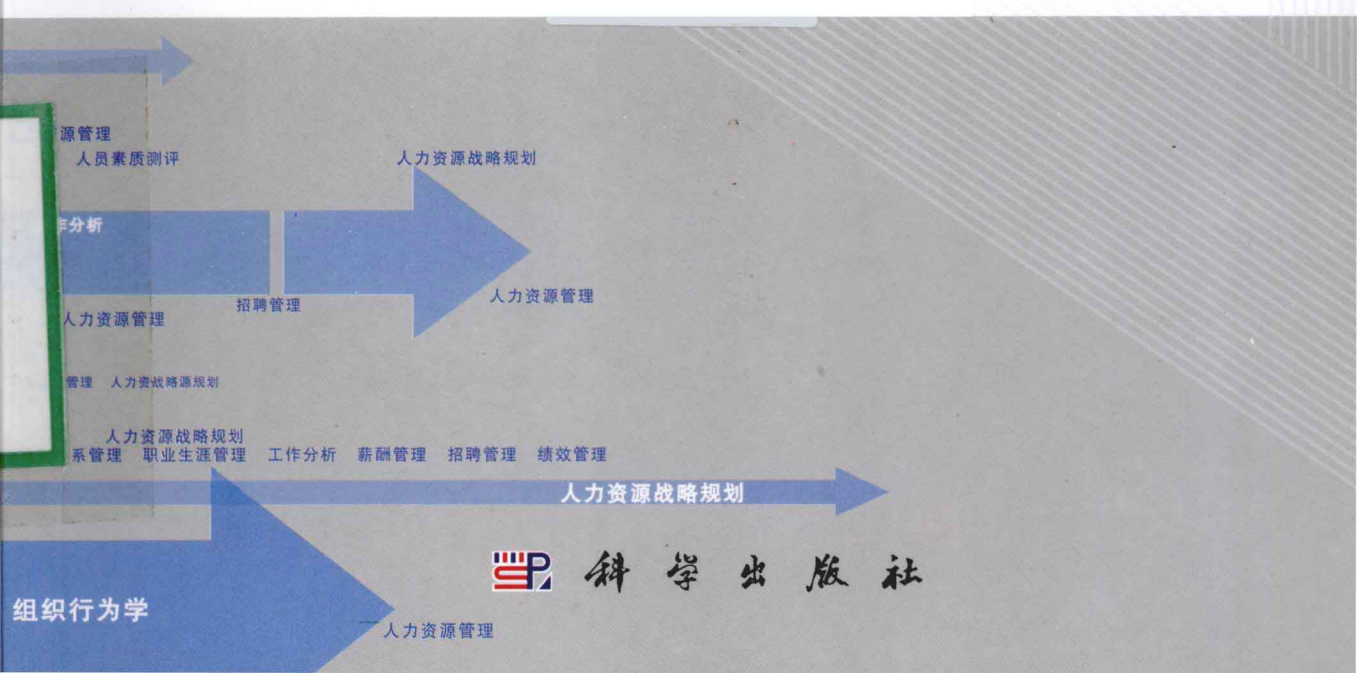 源管理
人员素质测评
人力资源战略规划
作分析
人力资源管理
招聘管理
人力资源管理
管理 人力资战略源规划
人力资源战略规划
系管理 职业生涯管理 工作分析 薪酬管理 招聘管理 绩效管理
人力资源战略规划
科学出版社
组织行为学
人力资源管理